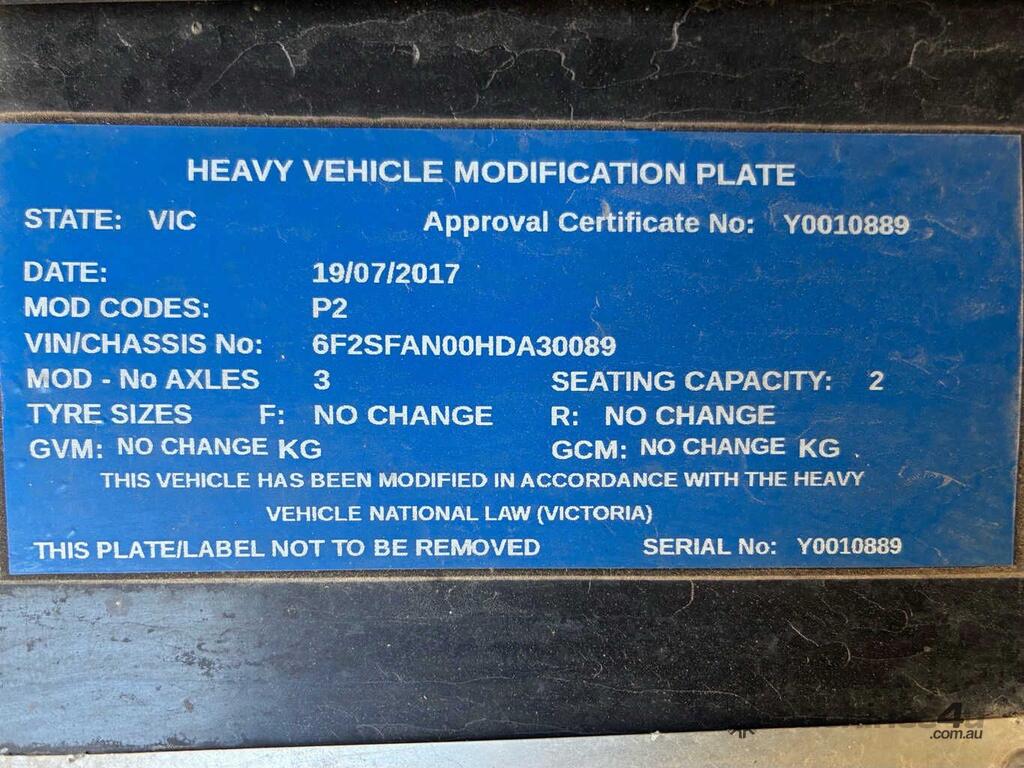 HEAVY VEHICLE MODIFICATION PLATE
STATE: VIC Approval Certificate No: Y0010889
DATE: 19/07/2017
MOD CODES: P2
VIN/CHASSIS No: 6F2SFAN00HDA30089
MOD - No AXLES 3 SEATING CAPACITY: 2
TYRE SIZES F: NO CHANGE R: NO CHANGE
GVM: NO CHANGE KG GCM: NO CHANGE KG
THIS VEHICLE HAS BEEN MODIFIED IN ACCORDANCE WITH THE HEAVY
VEHICLE NATIONAL LAW (VICTORIA)
THIS PLATE/LABEL NOT TO BE REMOVED SERIAL No: Y0010889
.com.au